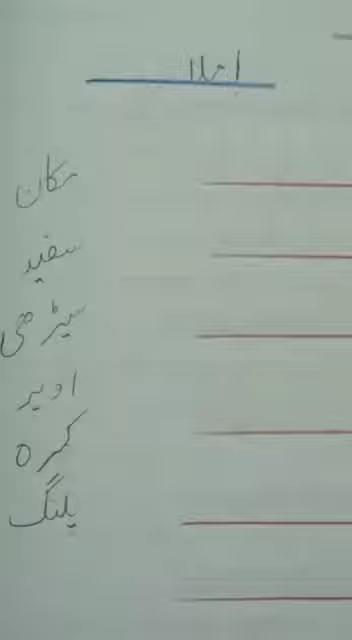 املا
مکان
سفید
سیڑھی
اوپر
کمرہ
پلنگ